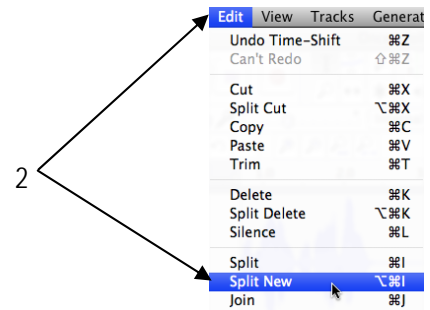 Edit View Tracks Generat
Undo Time-Shift ⌘Z
Can't Redo ⇧⌘Z
Cut ⌘X
Split Cut ⌥⌘X
Copy ⌘C
Paste ⌘V
Trim ⌘T
2
Delete ⌘K
Split Delete ⌥⌘K
Silence ⌘L
Split ⌘I
Split New ⌥⌘I
Join ⌘J